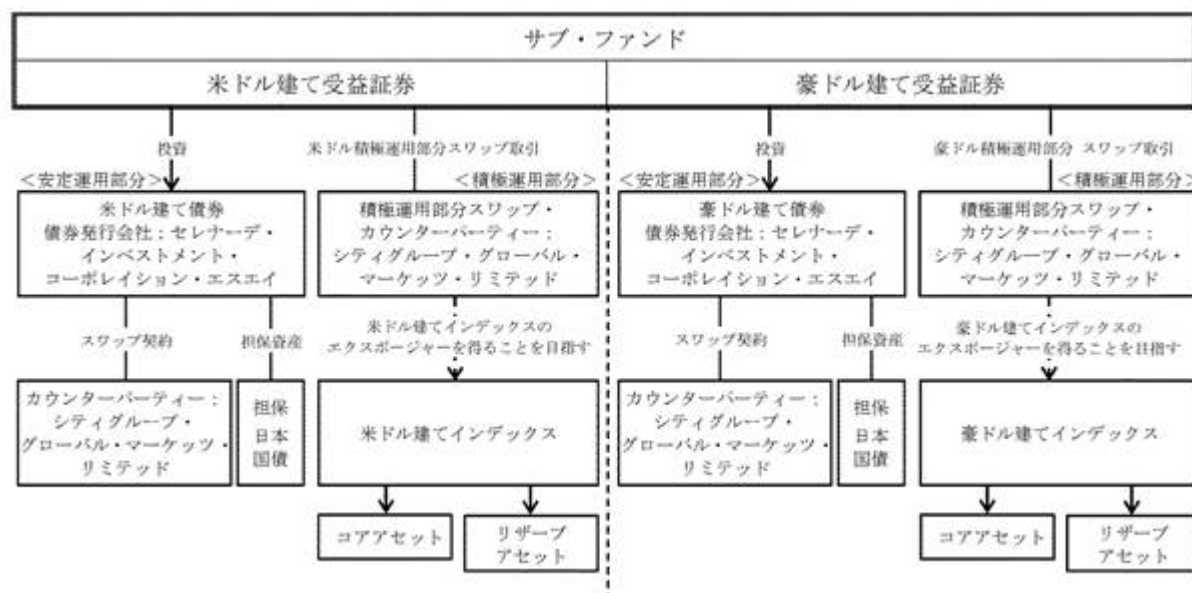 サブ・ファンド
米ドル建て受益証券
豪ドル建て受益証券
投資
米ドル積極運用部分スワップ取引
<安定運用部分>
<積極運用部分>
米ドル建て債券
債券発行会社:セレナーデ・
インベストメント・
コーポレイション・エスエイ
積極運用部分スワップ・
カウンターパーティー:
シティグループ・グローバル・
マーケッツ・リミテッド
スワップ契約
担保資産
米ドル建てインデックスの
エクスポージャーを得ることを目指す
カウンターパーティー:
シティグループ・
グローバル・マーケッツ・
リミテッド
担保
日本
国債
米ドル建てインデックス
コアアセット
リザーブ
アセット
投資
豪ドル積極運用部分 スワップ取引
<安定運用部分>
<積極運用部分>
豪ドル建て債券
債券発行会社:セレナーデ・
インベストメント・
コーポレイション・エスエイ
積極運用部分スワップ・
カウンターパーティー:
シティグループ・グローバル・
マーケッツ・リミテッド
スワップ契約
担保資産
豪ドル建てインデックスの
エクスポージャーを得ることを目指す
カウンターパーティー:
シティグループ・
グローバル・マーケッツ・
リミテッド
担保
日本
国債
豪ドル建てインデックス
コアアセット
リザーブ
アセット